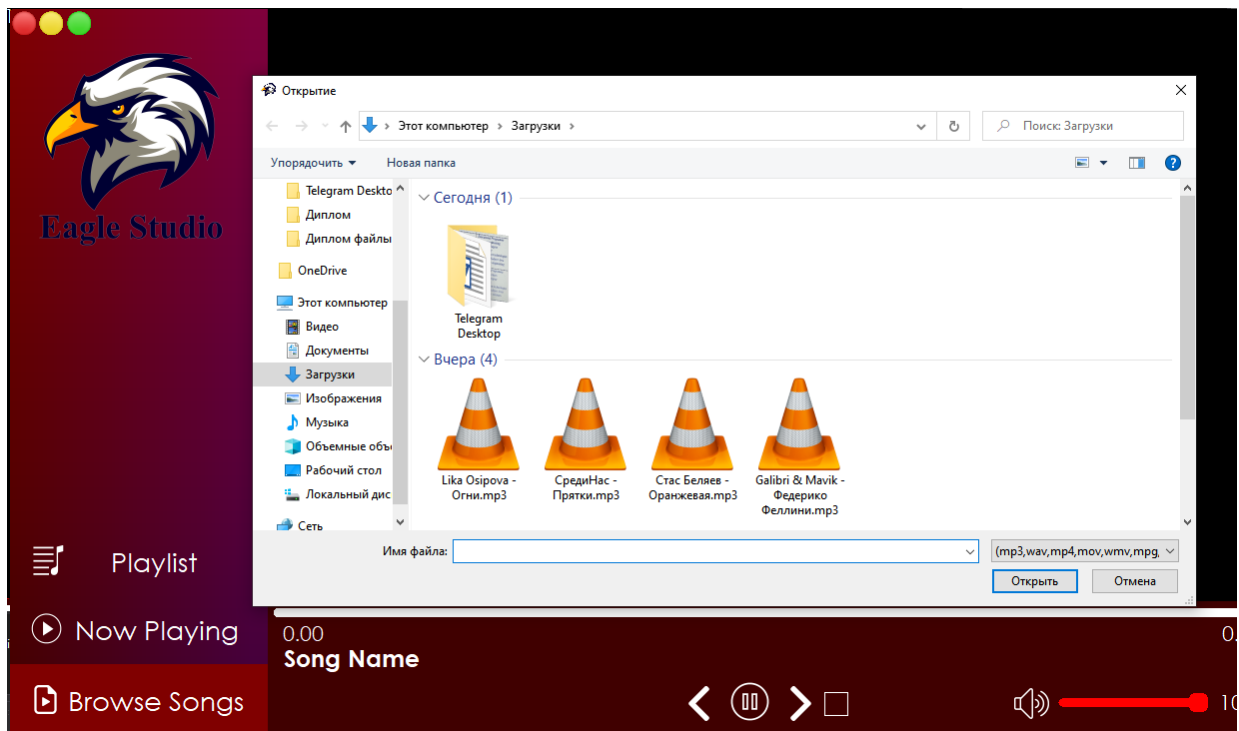 Eagle Studio
Открытие
Этот компьютер › Загрузки ›
Поиск: Загрузки
Упорядочить
Новая папка
Telegram Deskto
Диплом
Диплом файлы
OneDrive
Этот компьютер
Видео
Документы
Загрузки
Изображения
Музыка
Объемные объ
Рабочий стол
Локальный дис
Сеть
Сегодня (1)
Telegram
Desktop
Вчера (4)
Lika Osipova -
Огни.mp3
СредиНас -
Прятки.mp3
Стас Беляев -
Оранжевая.mp3
Galibri & Mavik -
Федерико
Феллини.mp3
Имя файла:
(mp3,wav,mp4,mov,wmv,mpg,
Открыть
Отмена
Playlist
Now Playing
Browse Songs
0.00
0.
Song Name
10